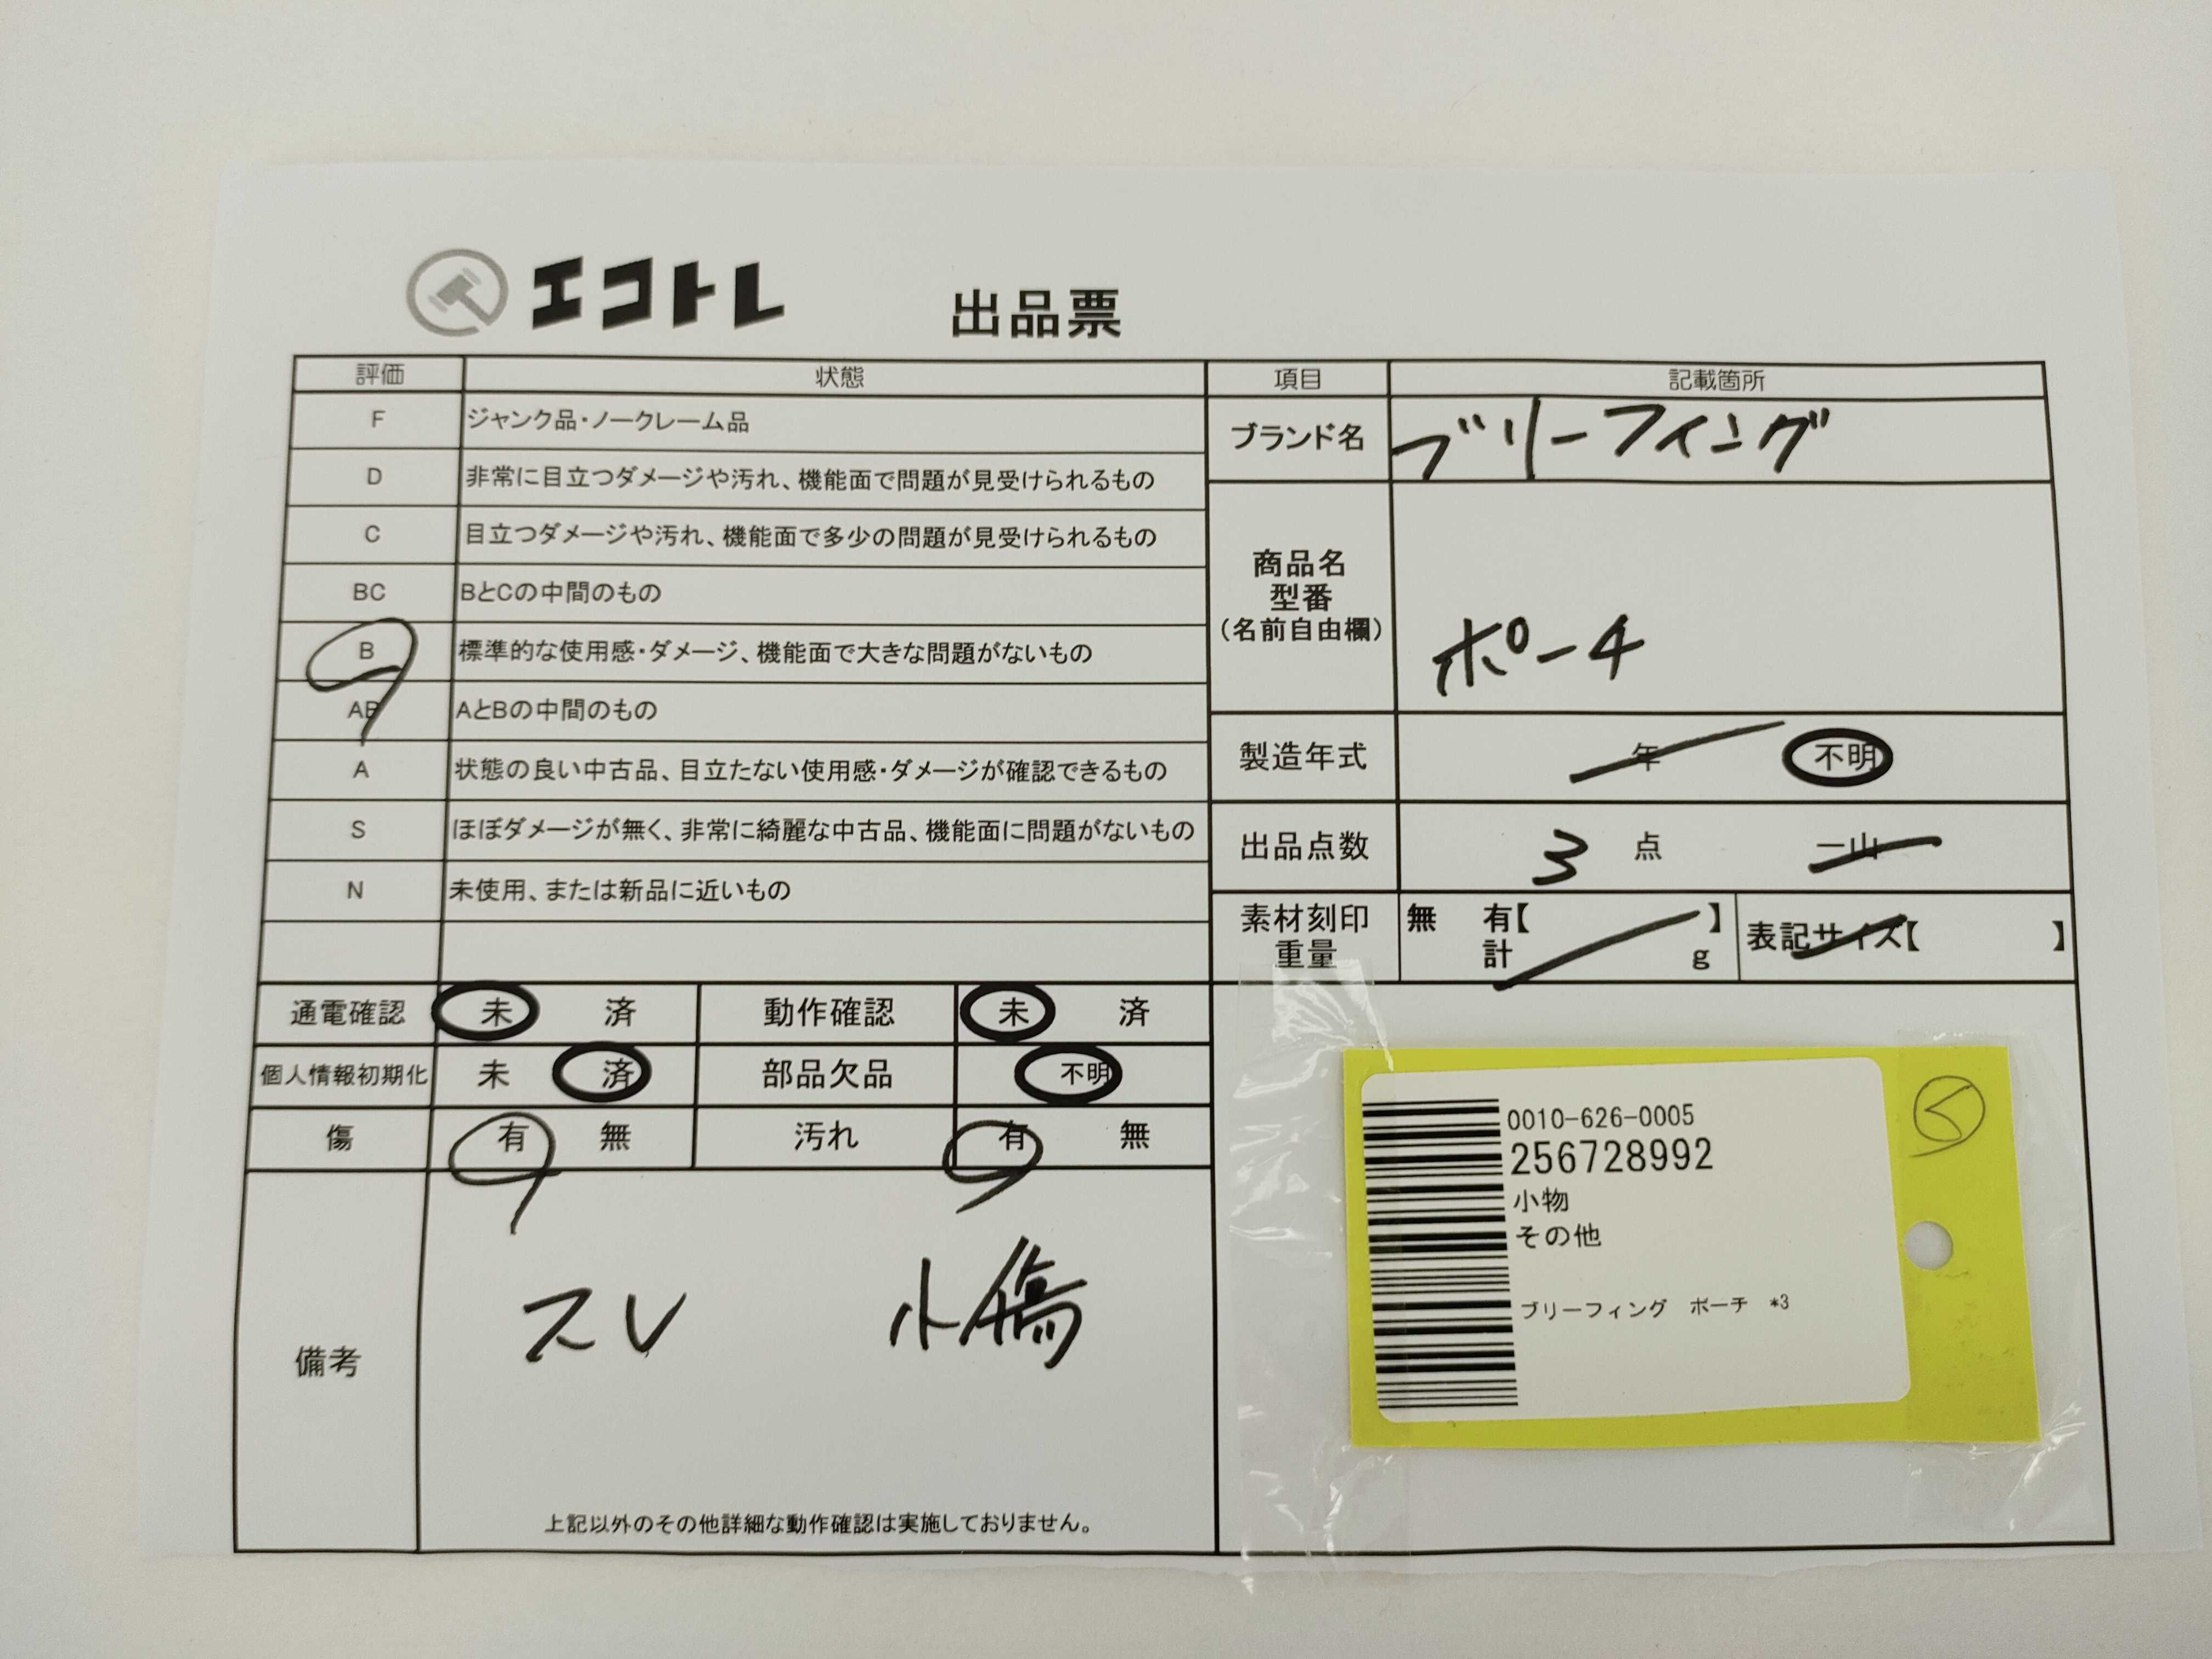 エコトレ 出品票
評価 状態
F ジャンク品・ノークレーム品
D 非常に目立つダメージや汚れ、機能面で問題が見受けられるもの
C 目立つダメージや汚れ、機能面で多少の問題が見受けられるもの
BC BとCの中間のもの
B 標準的な使用感・ダメージ、機能面で大きな問題がないもの
AB AとBの中間のもの
A 状態の良い中古品、目立たない使用感・ダメージが確認できるもの
S ほぼダメージが無く、非常に綺麗な中古品、機能面に問題がないもの
N 未使用、または新品に近いもの
通電確認 未 済 動作確認 未 済
個人情報初期化 未 済 部品欠品 不明
傷 有 無 汚れ 有 無
備考 スレ 小傷
上記以外のその他詳細な動作確認は実施しておりません。
項目 記載箇所
ブランド名 ブリーフィング
商品名
型番
(名前自由欄)
ポーチ
製造年式 年 不明
出品点数 3 点 一山
素材刻印 無 有【 】
重量 計 g
表記サイズ【 】
0010-626-0005
256728992
小物
その他
ブリーフィング ポーチ *3